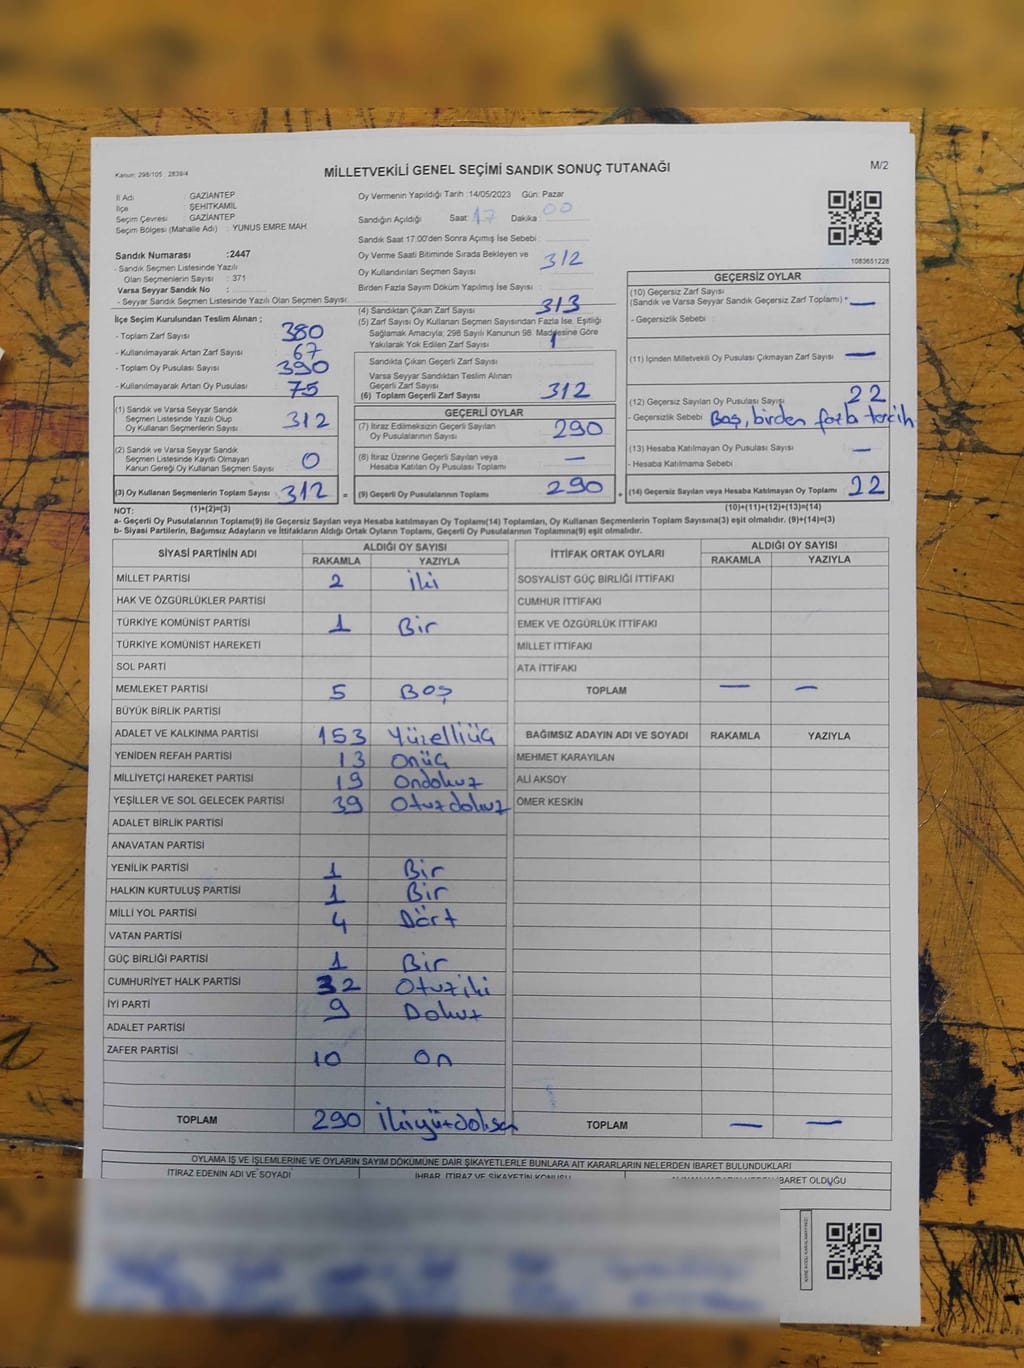 Kanun: 298/105 , 2839/4
MİLLETVEKİLİ GENEL SEÇİMİ SANDIK SONUÇ TUTANAĞI
M/2
İl Adı : GAZİANTEP
İlçe : ŞEHİTKAMİL
Seçim Çevresi : GAZİANTEP
Seçim Bölgesi (Mahalle Adı) : YUNUS EMRE MAH
Sandık Numarası :2447
- Sandık Seçmen Listesinde Yazılı
Olan Seçmenlerin Sayısı : 371
Varsa Seyyar Sandık No :
- Seyyar Sandık Seçmen Listesinde Yazılı Olan Seçmen Sayısı:
Oy Vermenin Yapıldığı Tarih :14/05/2023 Gün: Pazar
Sandığın Açıldığı Saat: 17 Dakika : 00
Sandık Saat 17:00'den Sonra Açımış İse Sebebi :
Oy Verme Saati Bitiminde Sırada Bekleyen ve
Oy Kullandırılan Seçmen Sayısı : 312
Birden Fazla Sayım Döküm Yapılmış İse Sayısı :
1083651228
İlçe Seçim Kurulundan Teslim Alınan ;
- Toplam Zarf Sayısı : 380
- Kullanılmayarak Artan Zarf Sayısı : 67
- Toplam Oy Pusulası Sayısı : 390
- Kullanılmayarak Artan Oy Pusulası : 75
(1) Sandık ve Varsa Seyyar Sandık
Seçmen Listesinde Yazılı Olup
Oy Kullanan Seçmenlerin Sayısı : 312
(2) Sandık ve Varsa Seyyar Sandık
Seçmen Listesinde Kayıtlı Olmayan
Kanun Gereği Oy Kullanan Seçmen Sayısı : 0
(3) Oy Kullanan Seçmenlerin Toplam Sayısı : 312 =
(4) Sandıktan Çıkan Zarf Sayısı : 313
(5) Zarf Sayısı Oy Kullanan Seçmen Sayısından Fazla İse, Eşitliği
Sağlamak Amacıyla; 298 Sayılı Kanunun 98. Maddesine Göre
Yakılarak Yok Edilen Zarf Sayısı : 1
Sandıkta Çıkan Geçerli Zarf Sayısı :
Varsa Seyyar Sandıktan Teslim Alınan
Geçerli Zarf Sayısı :
(6) Toplam Geçerli Zarf Sayısı : 312
GEÇERLİ OYLAR
(7) İtiraz Edilmeksizin Geçerli Sayılan
Oy Pusulalarının Sayısı : 290
(8) İtiraz Üzerine Geçerli Sayılan veya
Hesaba Katılan Oy Pusulası Toplamı : —
(9) Geçerli Oy Pusulalarının Toplamı : 290 +
GEÇERSİZ OYLAR
(10) Geçersiz Zarf Sayısı
(Sandık ve Varsa Seyyar Sandık Geçersiz Zarf Toplamı) : —
- Geçersizlik Sebebi :
(11) İçinden Milletvekili Oy Pusulası Çıkmayan Zarf Sayısı : —
(12) Geçersiz Sayılan Oy Pusulası Sayısı : 22
- Geçersizlik Sebebi : Boş, birden fazla tercih
(13) Hesaba Katılmayan Oy Pusulası Sayısı : —
- Hesaba Katılmama Sebebi :
(14) Geçersiz Sayılan veya Hesaba Katılmayan Oy Toplamı : 22
NOT: (1)+(2)=(3) (10)+(11)+(12)+(13)=(14)
a- Geçerli Oy Pusulalarının Toplamı(9) ile Geçersiz Sayılan veya Hesaba katılmayan Oy Toplamı(14) Toplamları, Oy Kullanan Seçmenlerin Toplam Sayısına(3) eşit olmalıdır. (9)+(14)=(3)
b- Siyasi Partilerin, Bağımsız Adayların ve İttifakların Aldığı Ortak Oyların Toplamı, Geçerli Oy Pusulalarının Toplamına(9) eşit olmalıdır.
SİYASİ PARTİNİN ADI ALDIĞI OY SAYISI
RAKAMLA YAZIYLA
MİLLET PARTİSİ 2 İki
HAK VE ÖZGÜRLÜKLER PARTİSİ
TÜRKİYE KOMÜNİST PARTİSİ 1 Bir
TÜRKİYE KOMÜNİST HAREKETİ
SOL PARTİ
MEMLEKET PARTİSİ 5 Boş
BÜYÜK BİRLİK PARTİSİ
ADALET VE KALKINMA PARTİSİ 153 Yüzelliüç
YENİDEN REFAH PARTİSİ 13 Onüç
MİLLİYETÇİ HAREKET PARTİSİ 19 Ondokuz
YEŞİLLER VE SOL GELECEK PARTİSİ 39 Otuzdokuz
ADALET BİRLİK PARTİSİ
ANAVATAN PARTİSİ
YENİLİK PARTİSİ 1 Bir
HALKIN KURTULUŞ PARTİSİ 1 Bir
MİLLİ YOL PARTİSİ 4 Dört
VATAN PARTİSİ
GÜÇ BİRLİĞİ PARTİSİ 1 Bir
CUMHURİYET HALK PARTİSİ 32 Otuziki
İYİ PARTİ 9 Dokuz
ADALET PARTİSİ
ZAFER PARTİSİ 10 On
TOPLAM 290 İkiyüzdoksan
İTTİFAK ORTAK OYLARI ALDIĞI OY SAYISI
RAKAMLA YAZIYLA
SOSYALİST GÜÇ BİRLİĞİ İTTİFAKI
CUMHUR İTTİFAKI
EMEK VE ÖZGÜRLÜK İTTİFAKI
MİLLET İTTİFAKI
ATA İTTİFAKI
TOPLAM — —
BAĞIMSIZ ADAYIN ADI VE SOYADI RAKAMLA YAZIYLA
MEHMET KARAYILAN
ALİ AKSOY
ÖMER KESKİN
TOPLAM — —
OYLAMA İŞ VE İŞLEMLERİNE VE OYLARIN SAYIM DÖKÜMÜNE DAİR ŞİKAYETLERLE BUNLARA AİT KARARLARIN NELERDEN İBARET BULUNDUKLARI
İTİRAZ EDENİN ADI VE SOYADI İHBAR, İTİRAZ VE ŞİKAYETİN KONUSU İBARET OLDUĞU